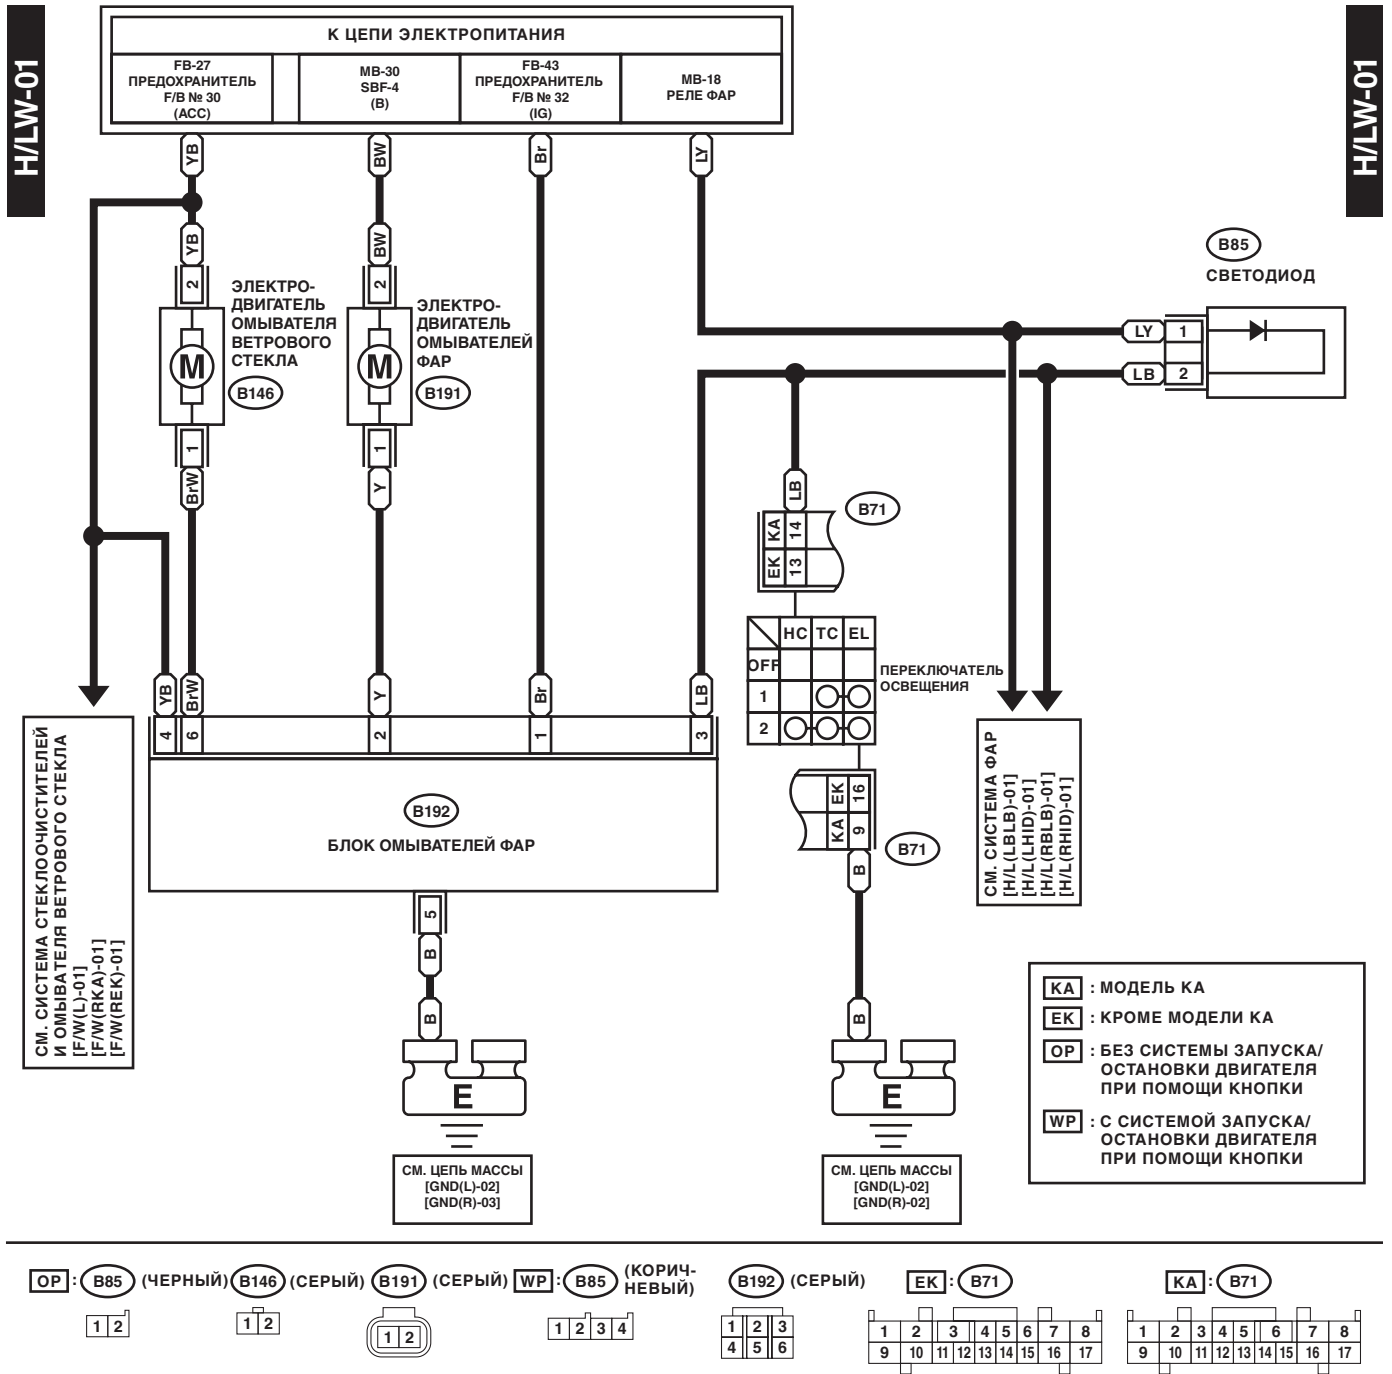 H/LW-01
H/LW-01
К ЦЕПИ ЭЛЕКТРОПИТАНИЯ
FB-27
ПРЕДОХРАНИТЕЛЬ
F/B № 30
(ACC)
MB-30
SBF-4
(B)
FB-43
ПРЕДОХРАНИТЕЛЬ
F/B № 32
(IG)
MB-18
РЕЛЕ ФАР
YB
BW
Br
LY
YB
BW
2
2
ЭЛЕКТРО-
ДВИГАТЕЛЬ
ОМЫВАТЕЛЯ
ВЕТРОВОГО
СТЕКЛА
B146
M
ЭЛЕКТРО-
ДВИГАТЕЛЬ
ОМЫВАТЕЛЕЙ
ФАР
B191
M
1
1
BrW
Y
B85
СВЕТОДИОД
LY
1
LB
2
LB
B71
KA
14
EK
13
HC
TC
EL
OFF
1
2
ПЕРЕКЛЮЧАТЕЛЬ
ОСВЕЩЕНИЯ
EK
16
KA
9
B71
B
B
YB
BrW
Y
Br
LB
4
6
2
1
3
B192
БЛОК ОМЫВАТЕЛЕЙ ФАР
5
B
B
СМ. СИСТЕМА СТЕКЛООЧИСТИТЕЛЕЙ
И ОМЫВАТЕЛЯ ВЕТРОВОГО СТЕКЛА
[F/W(L)-01]
[F/W(RKA)-01]
[F/W(REK)-01]
СМ. СИСТЕМА ФАР
[H/L(LBLB)-01]
[H/L(LHID)-01]
[H/L(RBLB)-01]
[H/L(RHID)-01]
E
СМ. ЦЕПЬ МАССЫ
[GND(L)-02]
[GND(R)-03]
E
СМ. ЦЕПЬ МАССЫ
[GND(L)-02]
[GND(R)-02]
KA : МОДЕЛЬ КА
EK : КРОМЕ МОДЕЛИ КА
OP : БЕЗ СИСТЕМЫ ЗАПУСКА/
ОСТАНОВКИ ДВИГАТЕЛЯ
ПРИ ПОМОЩИ КНОПКИ
WP : С СИСТЕМОЙ ЗАПУСКА/
ОСТАНОВКИ ДВИГАТЕЛЯ
ПРИ ПОМОЩИ КНОПКИ
OP : B85 (ЧЕРНЫЙ)
1 2
B146 (СЕРЫЙ)
1 2
B191 (СЕРЫЙ)
1 2
WP : B85 (КОРИЧ-
НЕВЫЙ)
1 2 3 4
B192 (СЕРЫЙ)
1 2 3
4 5 6
EK : B71
1 2 3 4 5 6 7 8
9 10 11 12 13 14 15 16 17
KA : B71
1 2 3 4 5 6 7 8
9 10 11 12 13 14 15 16 17